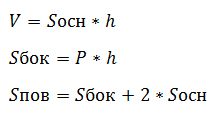 V = Sосн * h
Sбок = P * h
Sпов = Sбок + 2 * Sосн